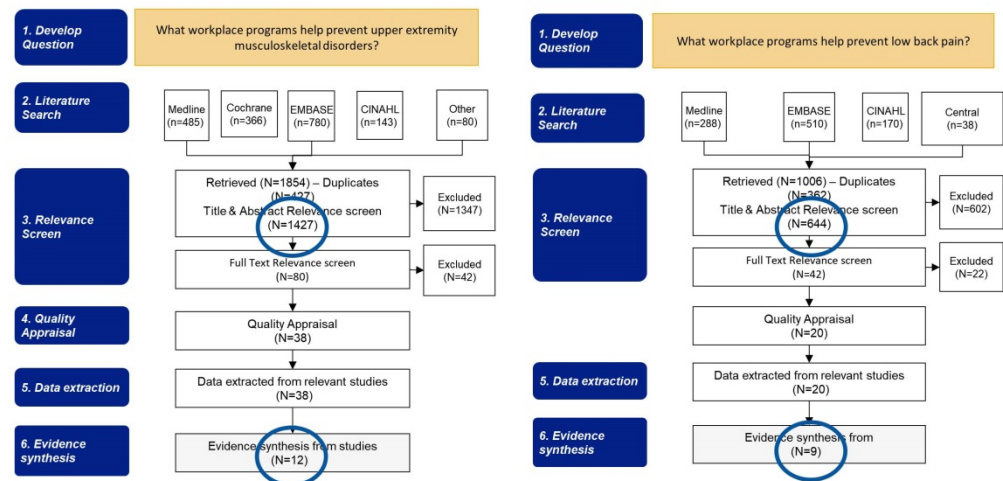 1. Develop
Question
What workplace programs help prevent upper extremity
musculoskeletal disorders?
2. Literature
Search
Medline
(n=485)
Cochrane
(n=366)
EMBASE
(n=780)
CINAHL
(n=143)
Other
(n=80)
3. Relevance
Screen
Retrieved (N=1854) – Duplicates
N=427
Title & Abstract Relevance screen
(N=1427)
Excluded
(N=1347)
Full Text Relevance screen
(N=80)
Excluded
(N=42)
4. Quality
Appraisal
Quality Appraisal
(N=38)
5. Data extraction
Data extracted from relevant studies
(N=38)
6. Evidence
synthesis
Evidence synthesis from studies
(N=12)
1. Develop
Question
What workplace programs help prevent low back pain?
2. Literature
Search
Medline
(n=288)
EMBASE
(n=510)
CINAHL
(n=170)
Central
(n=38)
3. Relevance
Screen
Retrieved (N=1006) – Duplicates
N=362
Title & Abstract Relevance screen
(N=644)
Excluded
(N=602)
Full Text Relevance screen
(N=42)
Excluded
(N=22)
Quality Appraisal
(N=20)
4. Quality
Appraisal
5. Data extraction
Data extracted from relevant studies
(N=20)
6. Evidence
synthesis
Evidence synthesis from
(N=9)